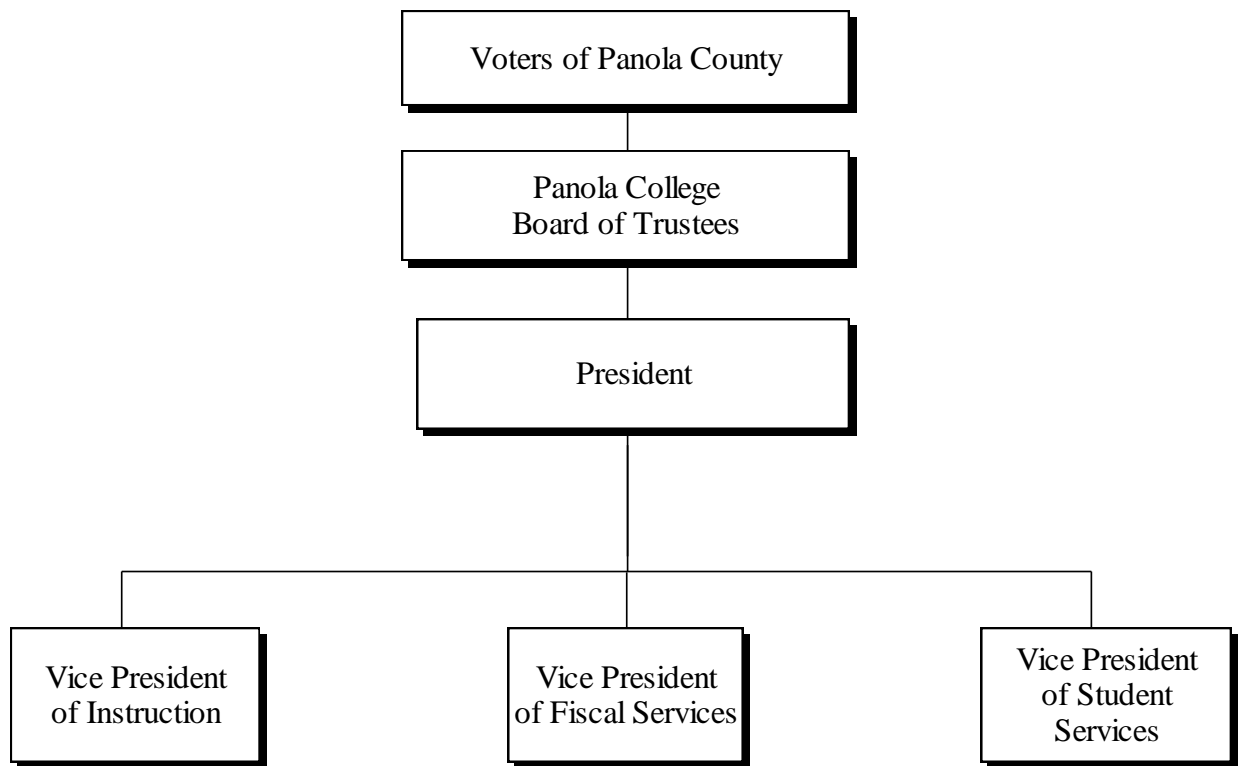 Voters of Panola County
Panola College
Board of Trustees
President
Vice President
of Instruction
Vice President
of Fiscal Services
Vice President
of Student
Services